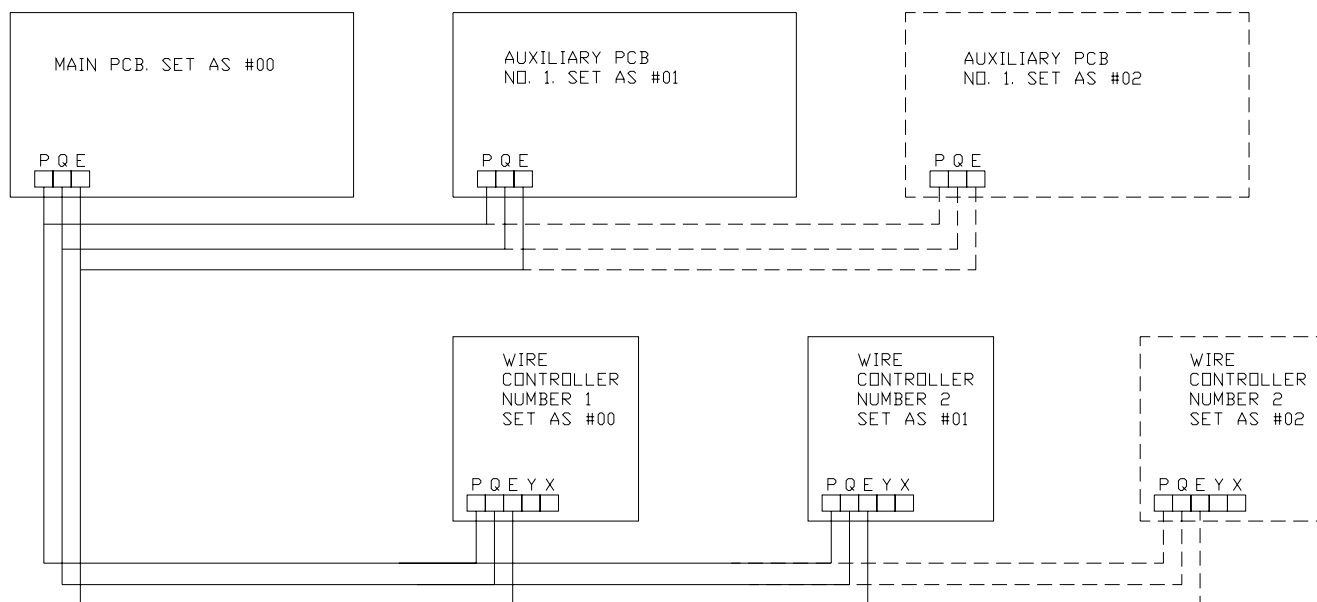 MAIN PCB. SET AS #00
AUXILIARY PCB
NO. 1. SET AS #01
AUXILIARY PCB
NO. 1. SET AS #02
P Q E
P Q E
P Q E
WIRE
CONTROLLER
NUMBER 1
SET AS #00
WIRE
CONTROLLER
NUMBER 2
SET AS #01
WIRE
CONTROLLER
NUMBER 2
SET AS #02
P Q E Y X
P Q E Y X
P Q E Y X